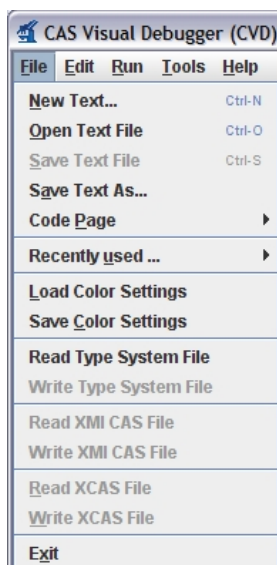 CAS Visual Debugger (CVD)
File Edit Run Tools Help
New Text... Ctrl-N
Open Text File Ctrl-O
Save Text File Ctrl-S
Save Text As...
Code Page
Recently used ...
Load Color Settings
Save Color Settings
Read Type System File
Write Type System File
Read XMI CAS File
Write XMI CAS File
Read XCAS File
Write XCAS File
Exit